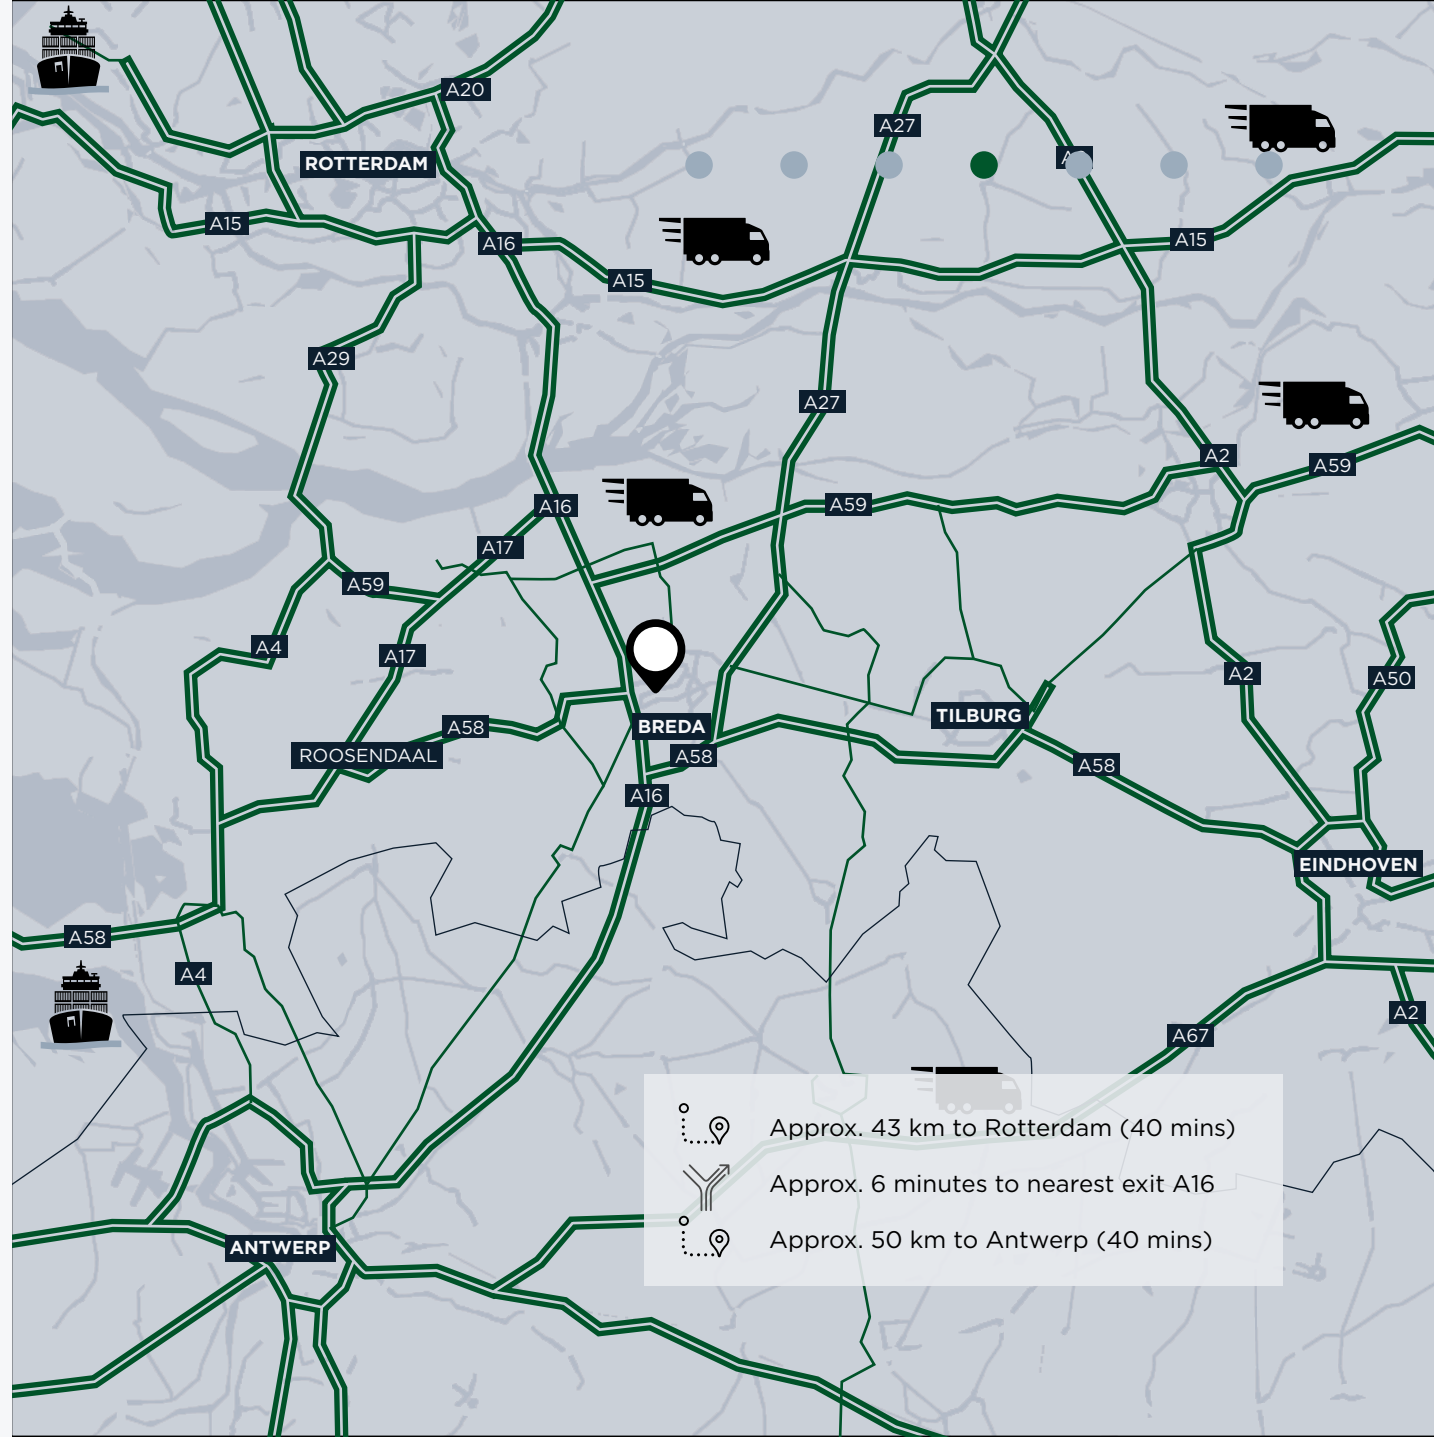 A20
A27
ROTTERDAM
A15
A16
A15
A15
A29
A27
A2
A59
A16
A59
A17
A59
A4
A17
A2
A50
BREDA
TILBURG
A58
ROOSENDAAL
A58
A58
A16
EINDHOVEN
A58
A4
A2
A67
Approx. 43 km to Rotterdam (40 mins)
Approx. 6 minutes to nearest exit A16
Approx. 50 km to Antwerp (40 mins)
ANTWERP